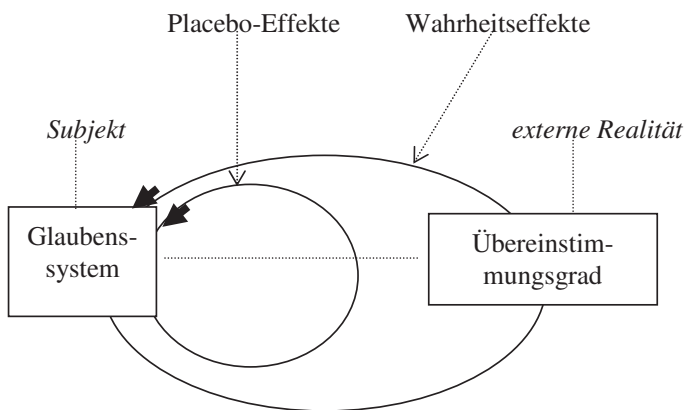 Placebo-Effekte
Wahrheitseffekte
Subjekt
externe Realität
Glaubens-
system
Übereinstim-
mungsgrad